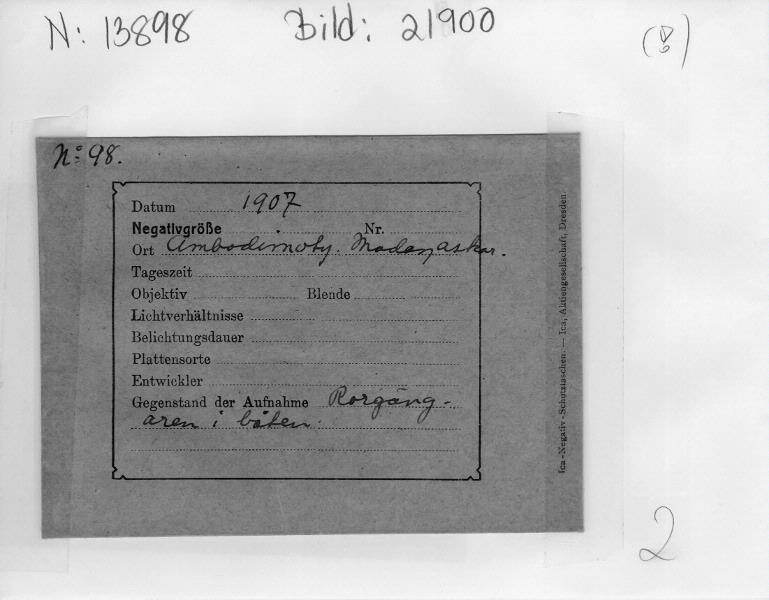 N: 13898 Bild: 21900 (8)
No 98.
Datum 1907
Negativgröße Nr.
Ort Ambodimoty. Madagaskar.
Tageszeit
Objektiv Blende
Lichtverhältnisse
Belichtungsdauer
Plattensorte
Entwickler
Gegenstand der Aufnahme Rorgäng-
aren i båten.
Ica-Negativ-Schutztaschen. — Ica, Aktiengesellschaft, Dresden.
2